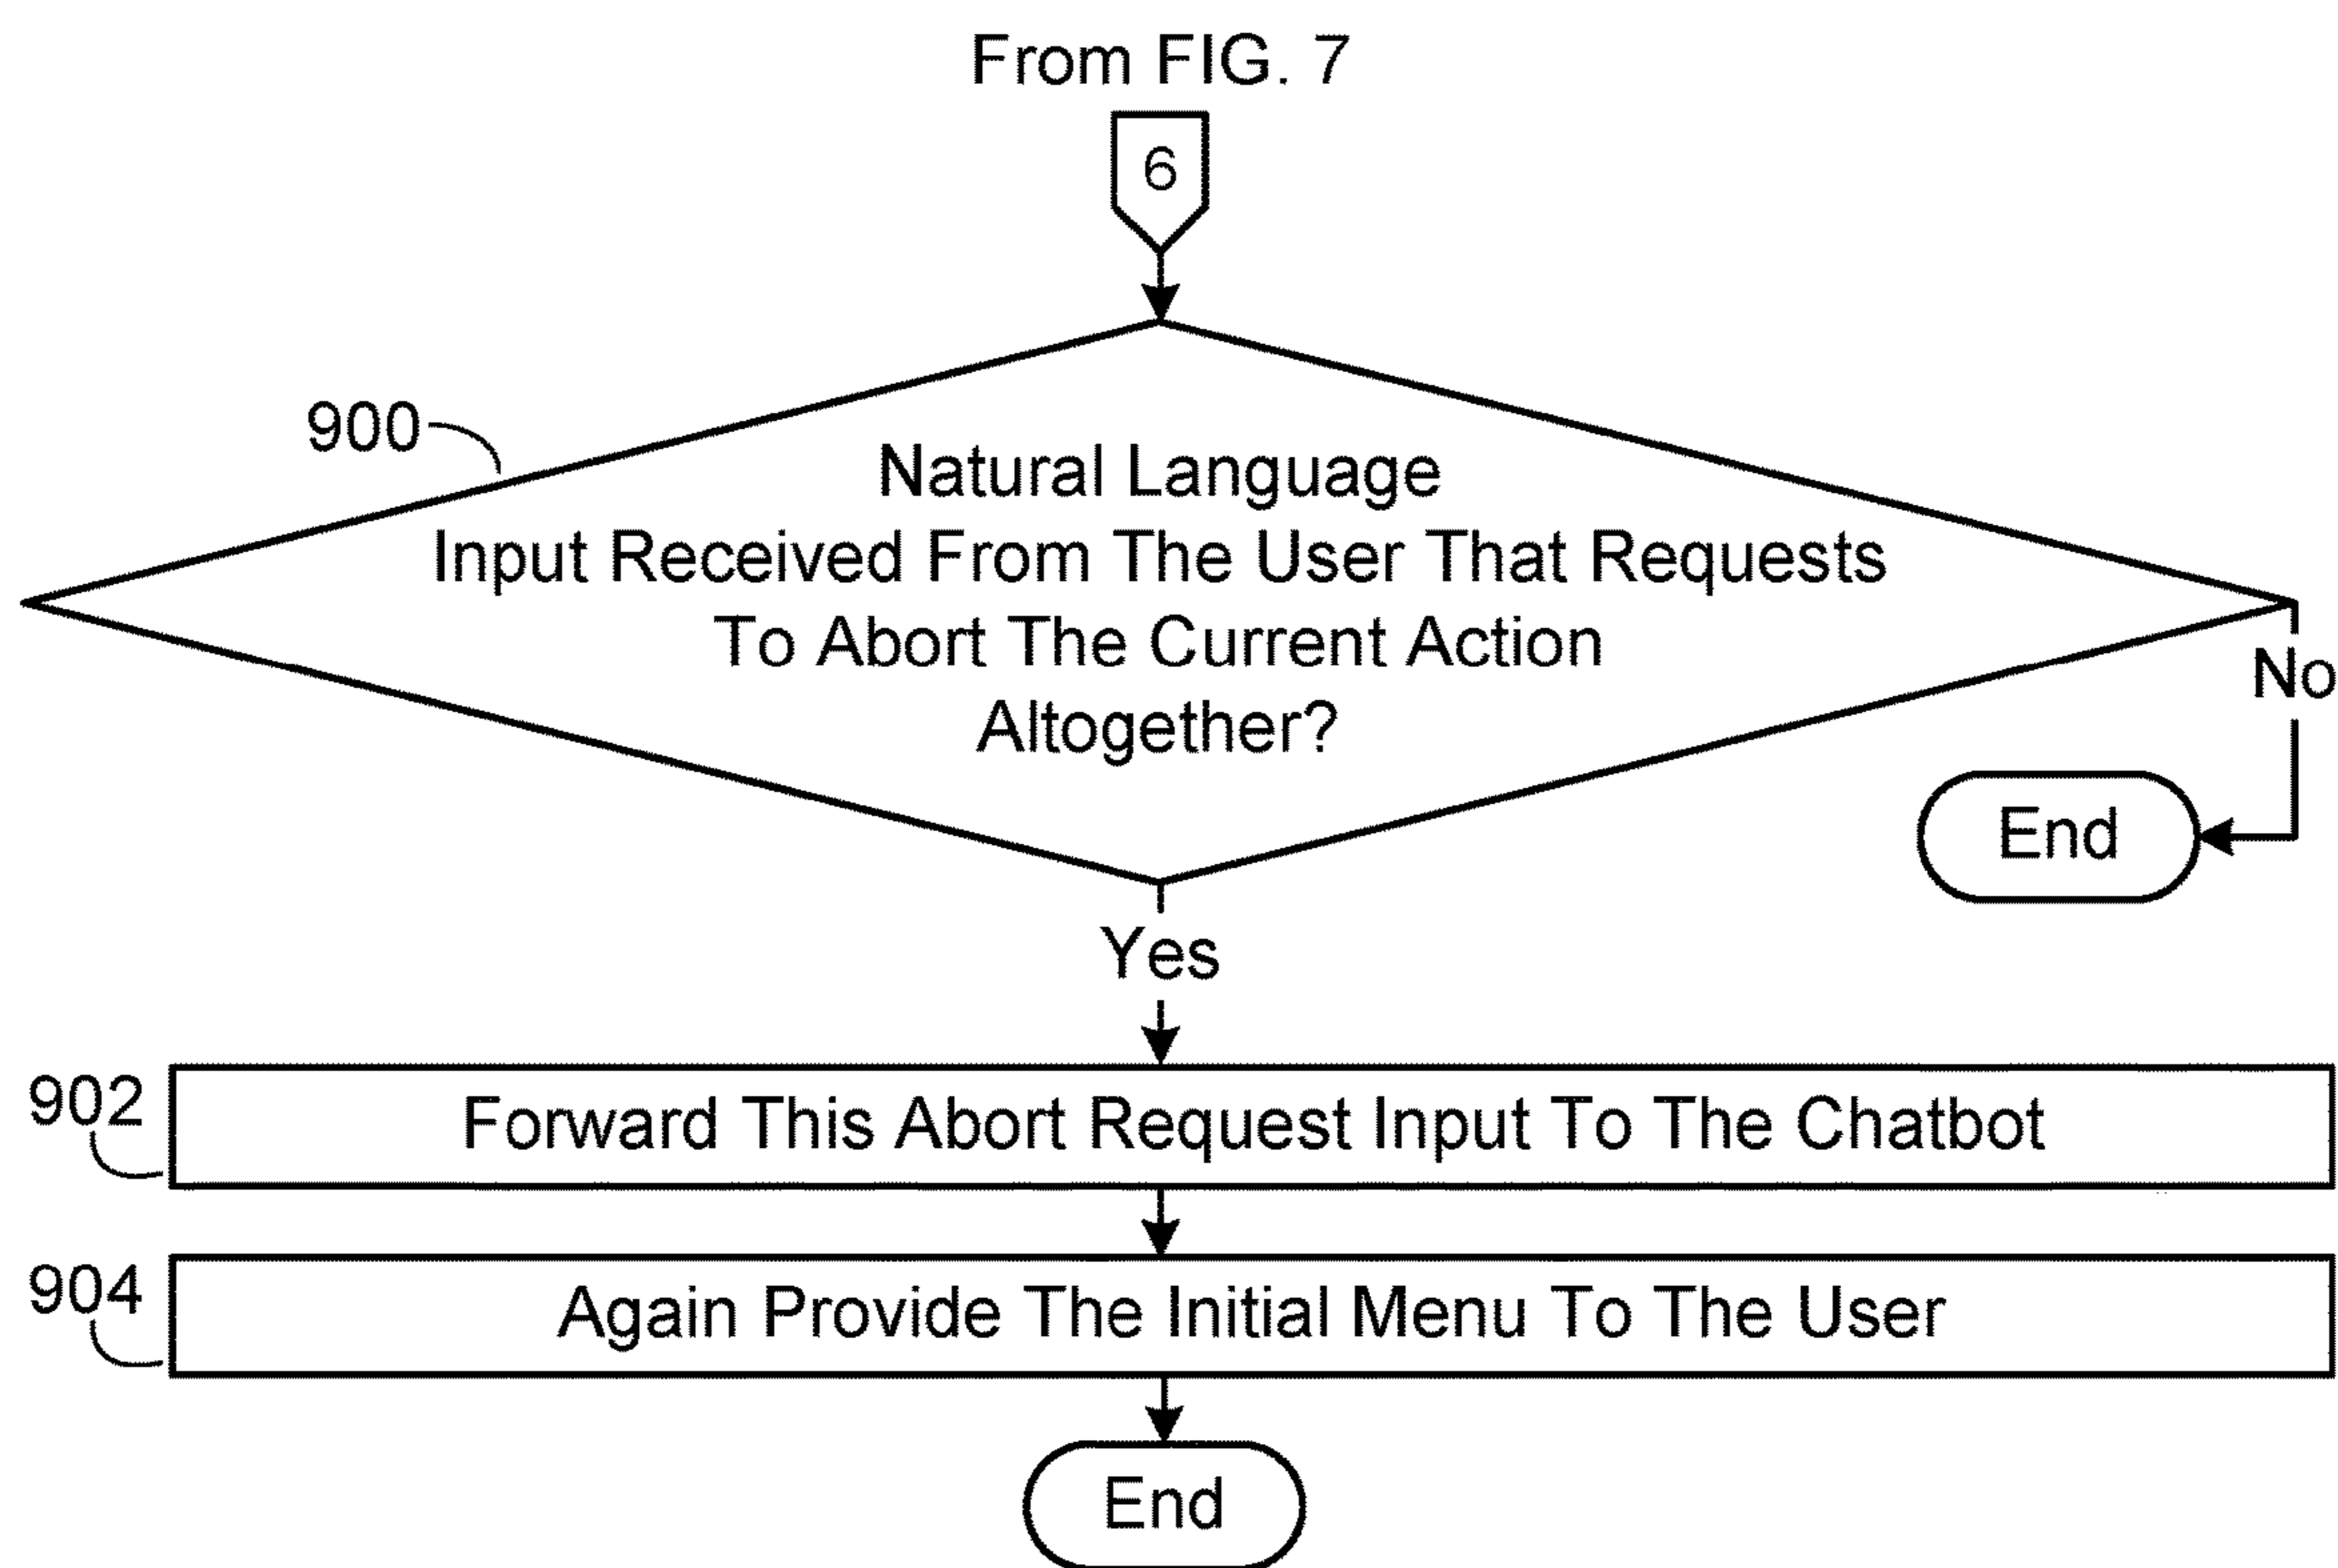 From FIG. 7
6
900
Natural Language
Input Received From The User That Requests
To Abort The Current Action
Altogether?
No
End
Yes
902
Forward This Abort Request Input To The Chatbot
904
Again Provide The Initial Menu To The User
End